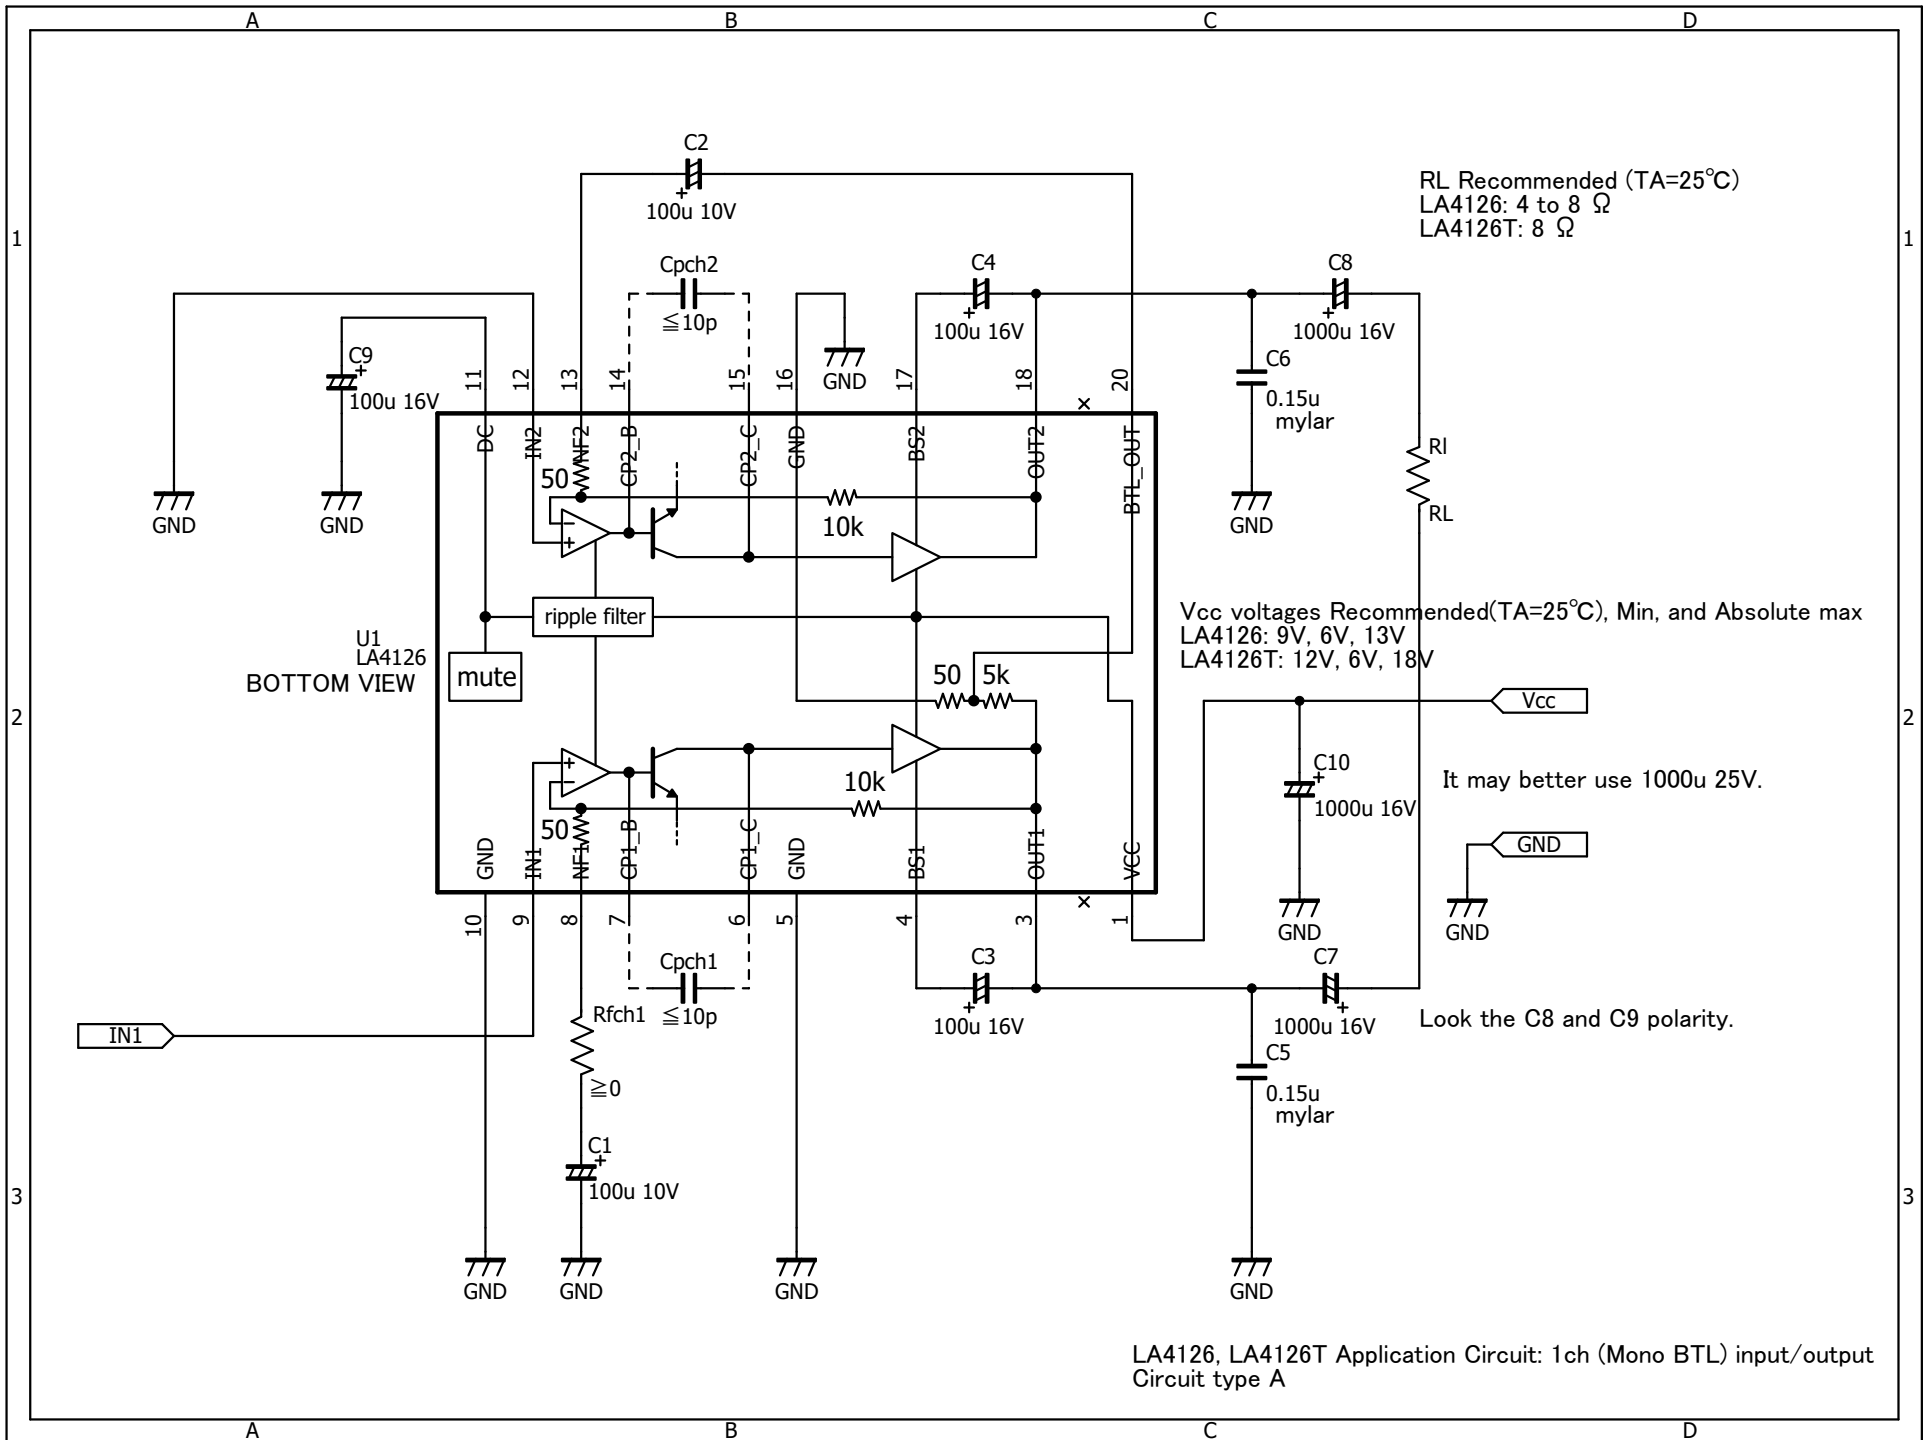 A B C D
1 1
2 2
3 3
C2
+
100u 10V
RL Recommended (TA=25℃)
LA4126: 4 to 8 Ω
LA4126T: 8 Ω
Cpch2
≦10p
C4
+
100u 16V
C8
+
1000u 16V
C9
+
100u 16V
GND
C6
0.15u
mylar
11 12 13 14 15 16 17 18 20
DC IN2 NF2 CP2_B CP2_C GND BS2 OUT2 BTL_OUT
×
50
10k
−
+
GND
GND
GND
Rl
RL
ripple filter
U1
LA4126
BOTTOM VIEW
mute
50 5k
Vcc voltages Recommended(TA=25℃), Min, and Absolute max
LA4126: 9V, 6V, 13V
LA4126T: 12V, 6V, 18V
Vcc
+
−
10k
50
C10
+
1000u 16V
It may better use 1000u 25V.
GND
GND IN1 NF1 CP1_B CP1_C GND BS1 OUT1 VCC
10 9 8 7 6 5 4 3 1
×
GND
GND
Cpch1
≦10p
C3
+
100u 16V
C7
+
1000u 16V
Look the C8 and C9 polarity.
IN1
Rfch1
≧0
C5
0.15u
mylar
C1
+
100u 10V
GND
GND
GND
GND
LA4126, LA4126T Application Circuit: 1ch (Mono BTL) input/output
Circuit type A
A B C D